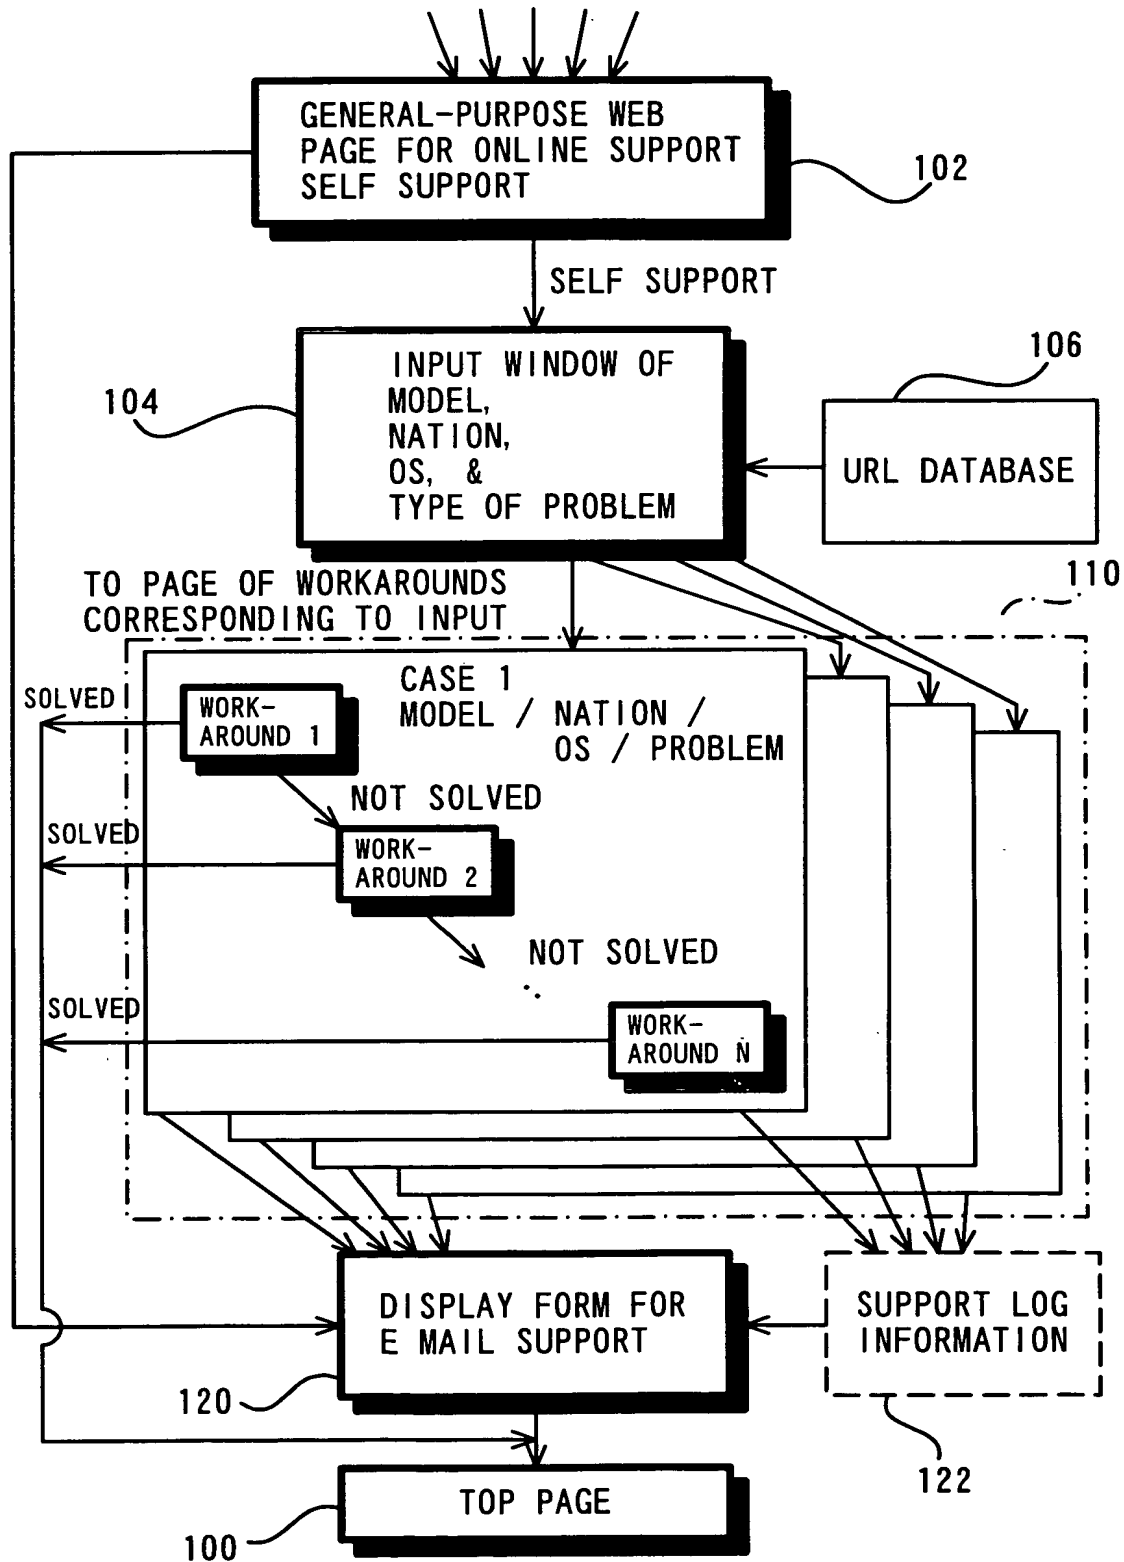 GENERAL-PURPOSE WEB
PAGE FOR ONLINE SUPPORT
SELF SUPPORT
102
SELF SUPPORT
INPUT WINDOW OF
MODEL,
NATION,
OS, &
TYPE OF PROBLEM
104
106
URL DATABASE
TO PAGE OF WORKAROUNDS
CORRESPONDING TO INPUT
110
CASE 1
MODEL / NATION /
OS / PROBLEM
SOLVED
WORK-
AROUND 1
NOT SOLVED
SOLVED
WORK-
AROUND 2
NOT SOLVED
SOLVED
WORK-
AROUND N
DISPLAY FORM FOR
E MAIL SUPPORT
120
SUPPORT LOG
INFORMATION
122
TOP PAGE
100